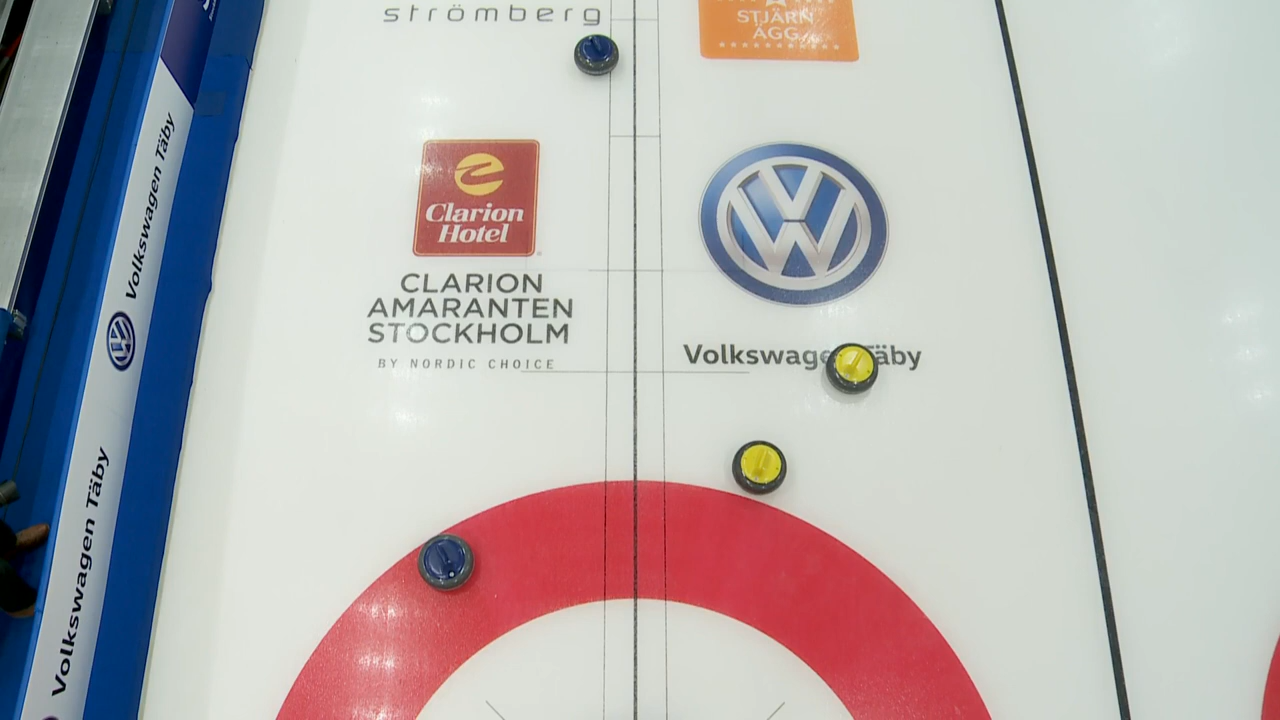 strömberg
STJÄRN
ÄGG
Clarion
Hotel
CLARION
AMARANTEN
STOCKHOLM
BY NORDIC CHOICE
Volkswagen Täby
Volkswagen Täby
Volkswagen Täby